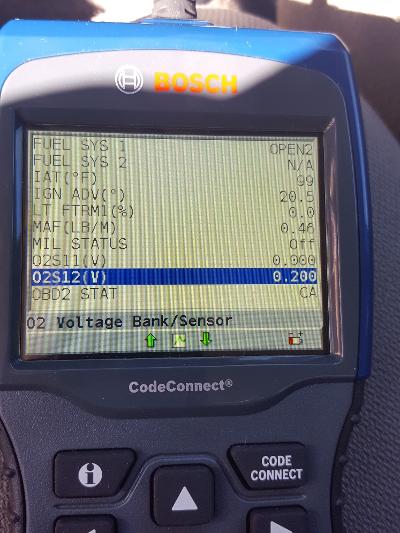 BOSCH
FUEL SYS 1 OPEN2
FUEL SYS 2 N/A
IAT(°F) 99
IGN ADV(°) 20.5
LT FTRM1(%) 0.0
MAF(LB/M) 0.46
MIL STATUS Off
O2S11(V) 0.000
O2S12(V) 0.200
OBD2 STAT CA
O2 Voltage Bank/Sensor
CodeConnect®
CODE
CONNECT